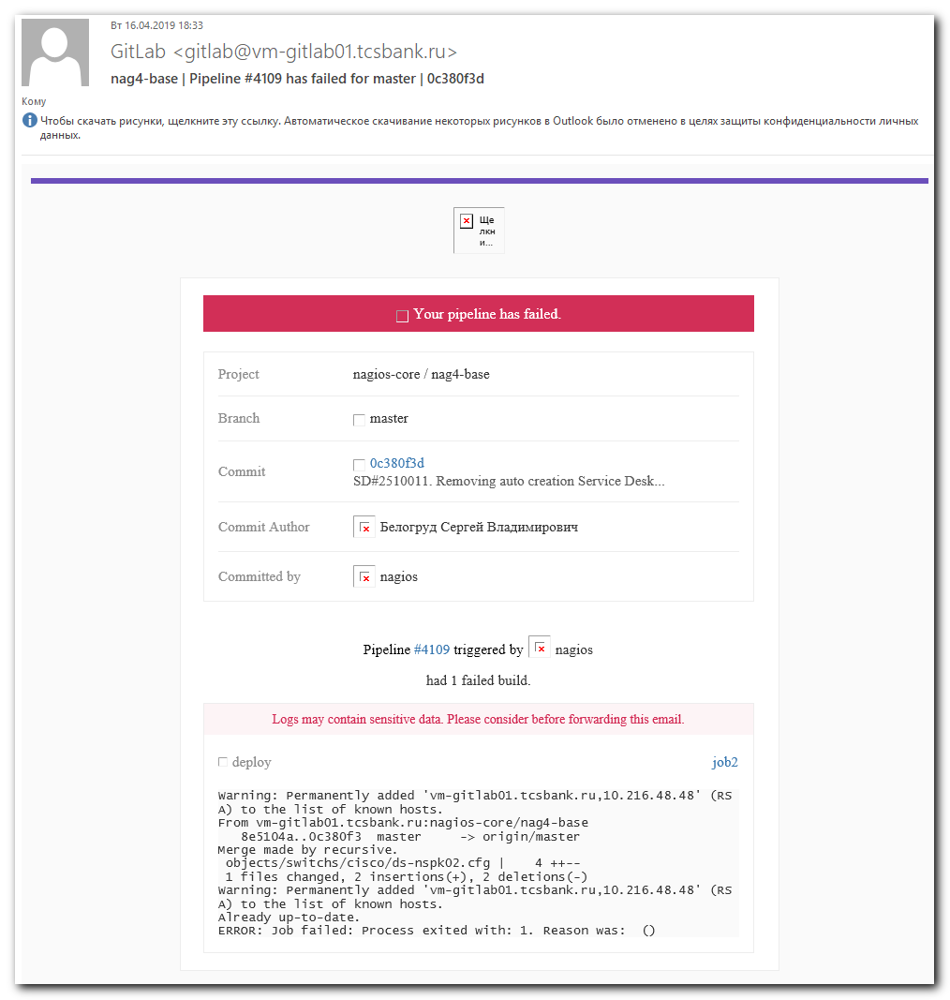 Вт 16.04.2019 18:33
GitLab <gitlab@vm-gitlab01.tcsbank.ru>
nag4-base | Pipeline #4109 has failed for master | 0c380f3d
Кому
Чтобы скачать рисунки, щелкните эту ссылку. Автоматическое скачивание некоторых рисунков в Outlook было отменено в целях защиты конфиденциальности личных
данных.
Ще
лкн
и...
Your pipeline has failed.
Project nagios-core / nag4-base
Branch master
Commit 0c380f3d
SD#2510011. Removing auto creation Service Desk...
Commit Author Белогруд Сергей Владимирович
Committed by nagios
Pipeline #4109 triggered by nagios
had 1 failed build.
Logs may contain sensitive data. Please consider before forwarding this email.
deploy job2
Warning: Permanently added 'vm-gitlab01.tcsbank.ru,10.216.48.48' (RS
A) to the list of known hosts.
From vm-gitlab01.tcsbank.ru:nagios-core/nag4-base
   8e5104a..0c380f3  master     -> origin/master
Merge made by recursive.
 objects/switchs/cisco/ds-nspk02.cfg |    4 ++--
 1 files changed, 2 insertions(+), 2 deletions(-)
Warning: Permanently added 'vm-gitlab01.tcsbank.ru,10.216.48.48' (RS
A) to the list of known hosts.
Already up-to-date.
ERROR: Job failed: Process exited with: 1. Reason was:  ()